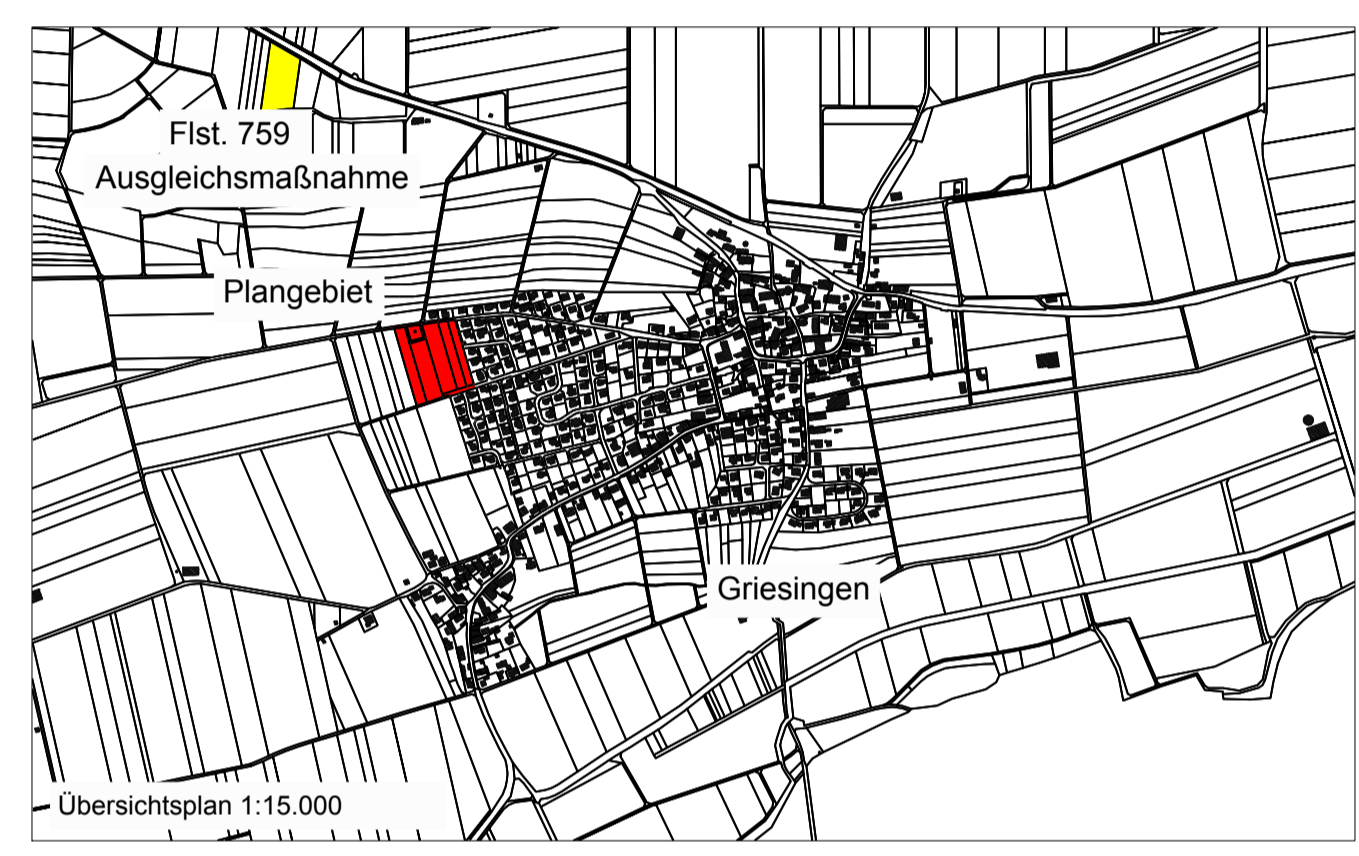 Flst. 759
Ausgleichsmaßnahme
Plangebiet
Griesingen
Übersichtsplan 1:15.000